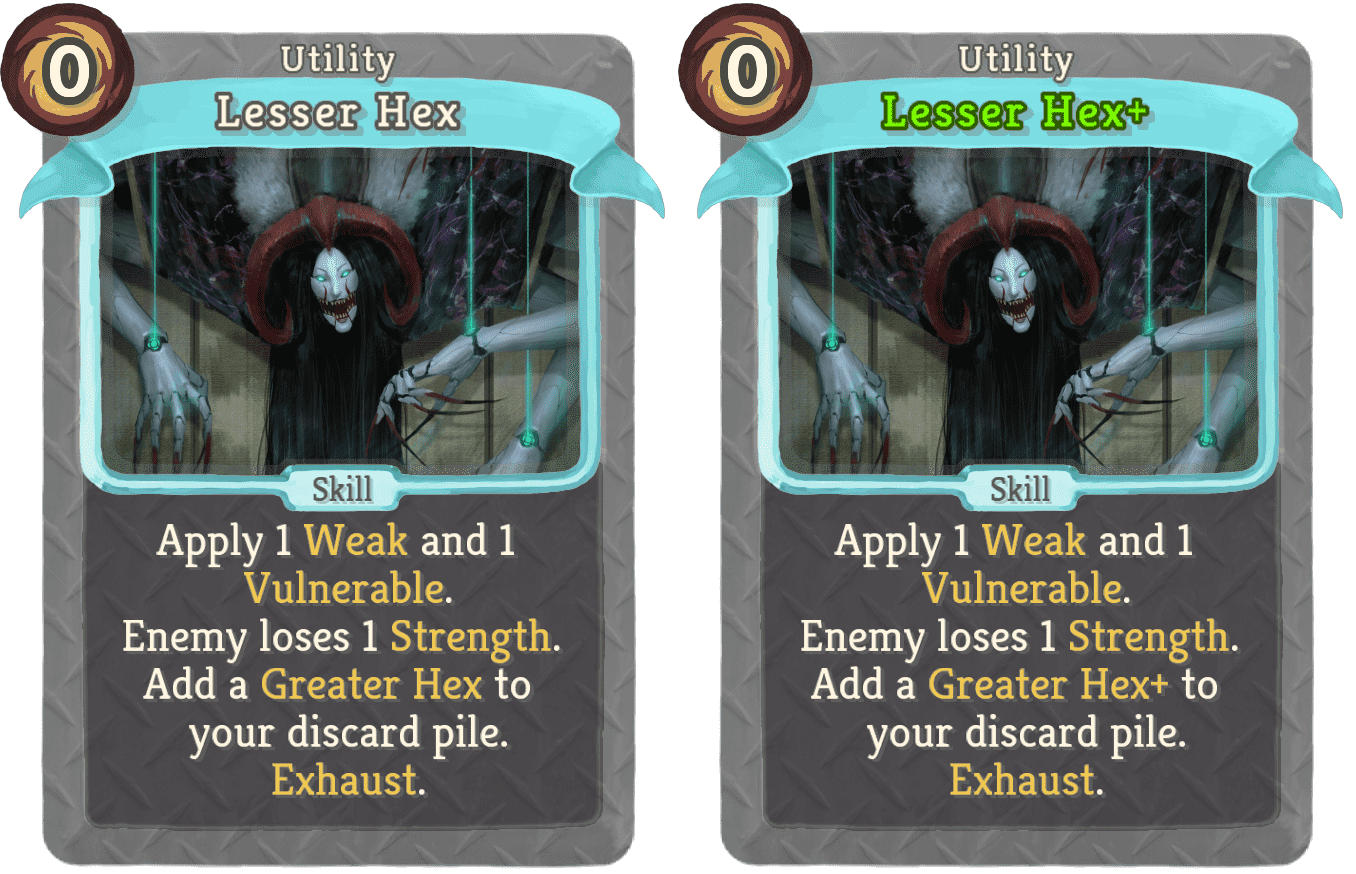 0
Utility
Lesser Hex
Skill
Apply 1 Weak and 1
Vulnerable.
Enemy loses 1 Strength.
Add a Greater Hex to
your discard pile.
Exhaust.
0
Utility
Lesser Hex+
Skill
Apply 1 Weak and 1
Vulnerable.
Enemy loses 1 Strength.
Add a Greater Hex+ to
your discard pile.
Exhaust.